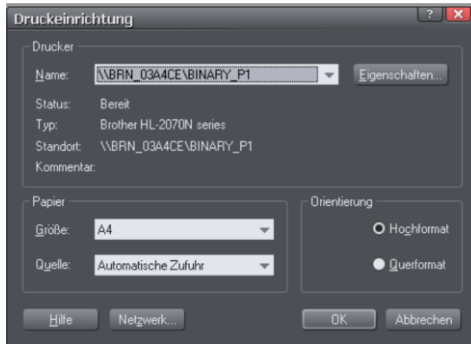 Druckeinrichtung
Drucker
Name: \\BRN_03A4CE\BINARY_P1 Eigenschaften...
Status: Bereit
Typ: Brother HL-2070N series
Standort: \\BRN_03A4CE\BINARY_P1
Kommentar:
Papier
Größe: A4
Quelle: Automatische Zufuhr
Orientierung
Hochformat
Querformat
Hilfe Netzwerk... OK Abbrechen